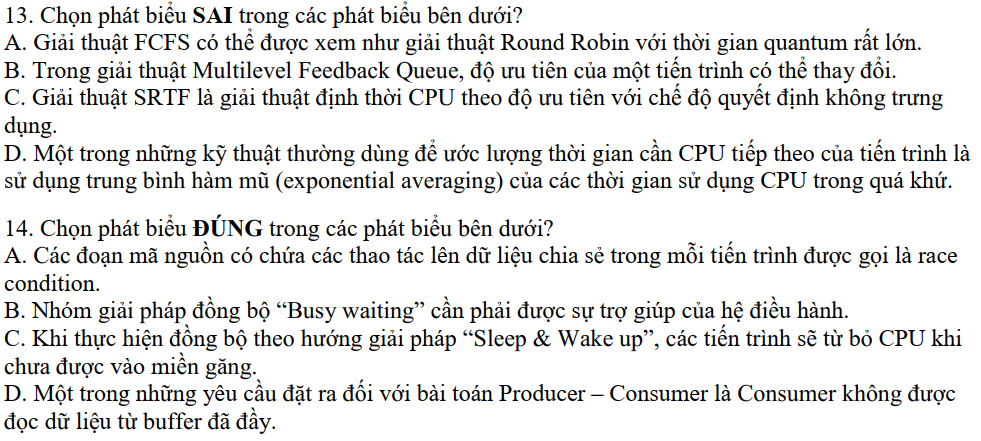 13. Chọn phát biểu SAI trong các phát biểu bên dưới?
A. Giải thuật FCFS có thể được xem như giải thuật Round Robin với thời gian quantum rất lớn.
B. Trong giải thuật Multilevel Feedback Queue, độ ưu tiên của một tiến trình có thể thay đổi.
C. Giải thuật SRTF là giải thuật định thời CPU theo độ ưu tiên với chế độ quyết định không trưng
dụng.
D. Một trong những kỹ thuật thường dùng để ước lượng thời gian cần CPU tiếp theo của tiến trình là
sử dụng trung bình hàm mũ (exponential averaging) của các thời gian sử dụng CPU trong quá khứ.
14. Chọn phát biểu ĐÚNG trong các phát biểu bên dưới?
A. Các đoạn mã nguồn có chứa các thao tác lên dữ liệu chia sẻ trong mỗi tiến trình được gọi là race
condition.
B. Nhóm giải pháp đồng bộ “Busy waiting” cần phải được sự trợ giúp của hệ điều hành.
C. Khi thực hiện đồng bộ theo hướng giải pháp “Sleep & Wake up”, các tiến trình sẽ từ bỏ CPU khi
chưa được vào miền găng.
D. Một trong những yêu cầu đặt ra đối với bài toán Producer – Consumer là Consumer không được
đọc dữ liệu từ buffer đã đầy.